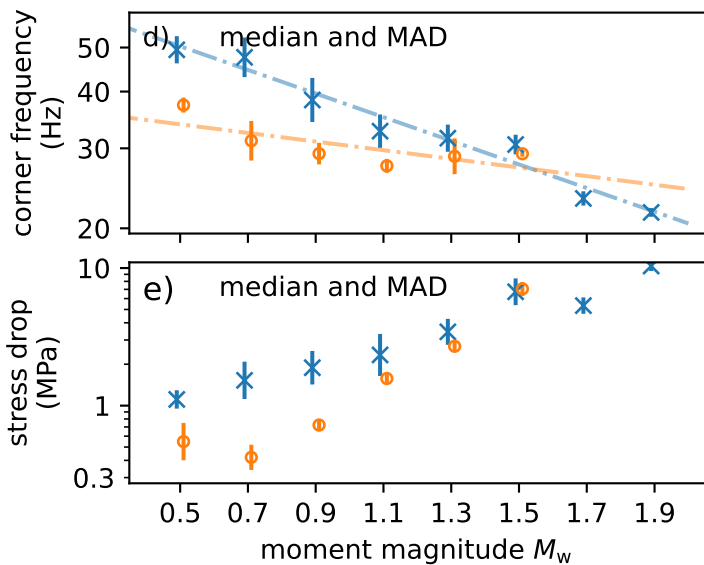 d) median and MAD
corner frequency
(Hz)
50
40
30
20
e) median and MAD
stress drop
(MPa)
10
1
0.3
0.5 0.7 0.9 1.1 1.3 1.5 1.7 1.9
moment magnitude Mw